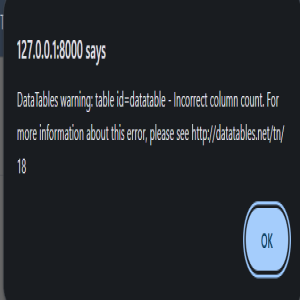 127.0.0.1:8000 says
DataTables warning: table id=datatable - Incorrect column count. For
more information about this error, please see http://datatables.net/tn/
18
OK